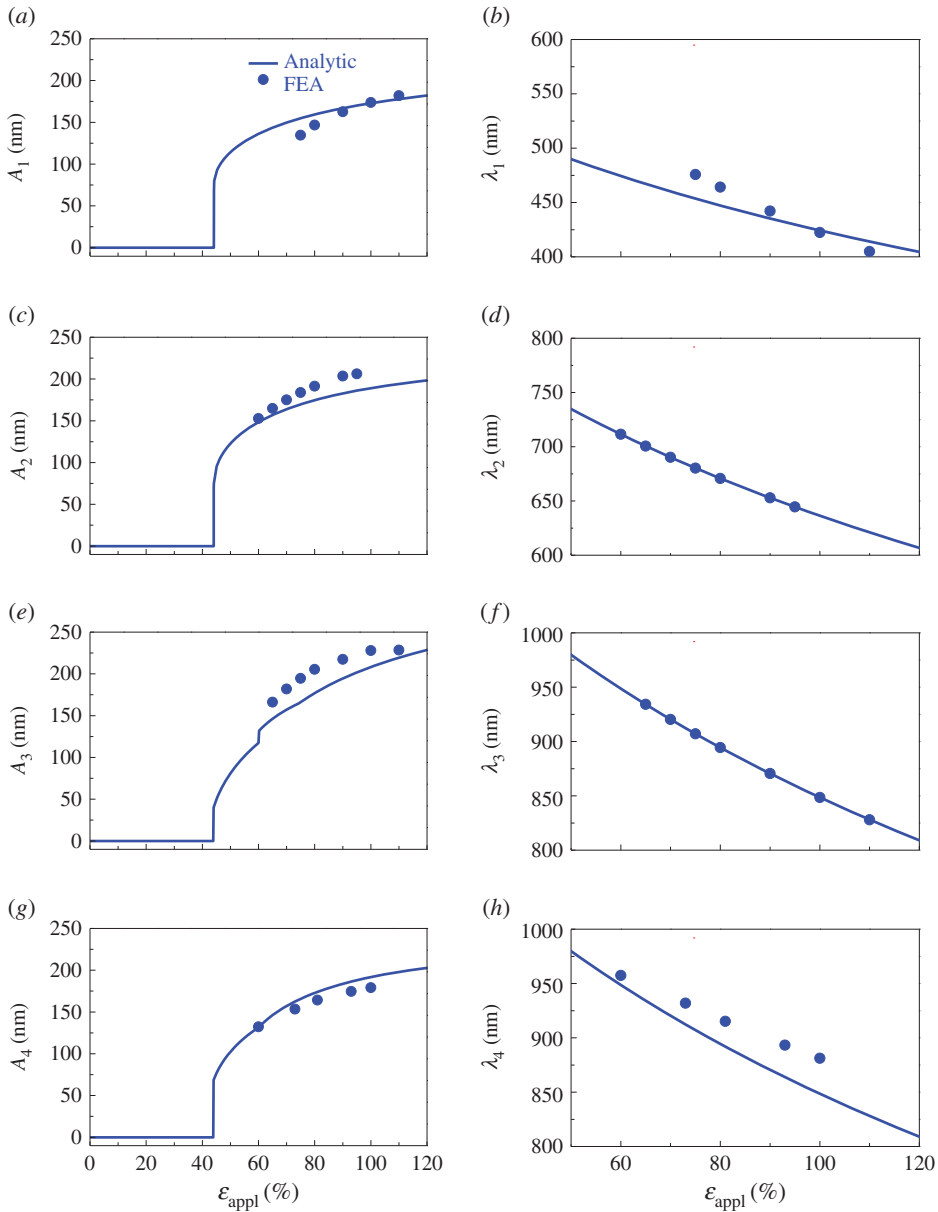 (a)
250
200
150
100
50
0
A1 (nm)
Analytic
FEA
(b)
600
550
500
450
400
λ1 (nm)
(c)
250
200
150
100
50
0
A2 (nm)
(d)
800
750
700
650
600
λ2 (nm)
(e)
250
200
150
100
50
0
A3 (nm)
(f)
1000
950
900
850
800
λ3 (nm)
(g)
250
200
150
100
50
0
A4 (nm)
0 20 40 60 80 100 120
εappl (%)
(h)
1000
950
900
850
800
λ4 (nm)
60 80 100 120
εappl (%)